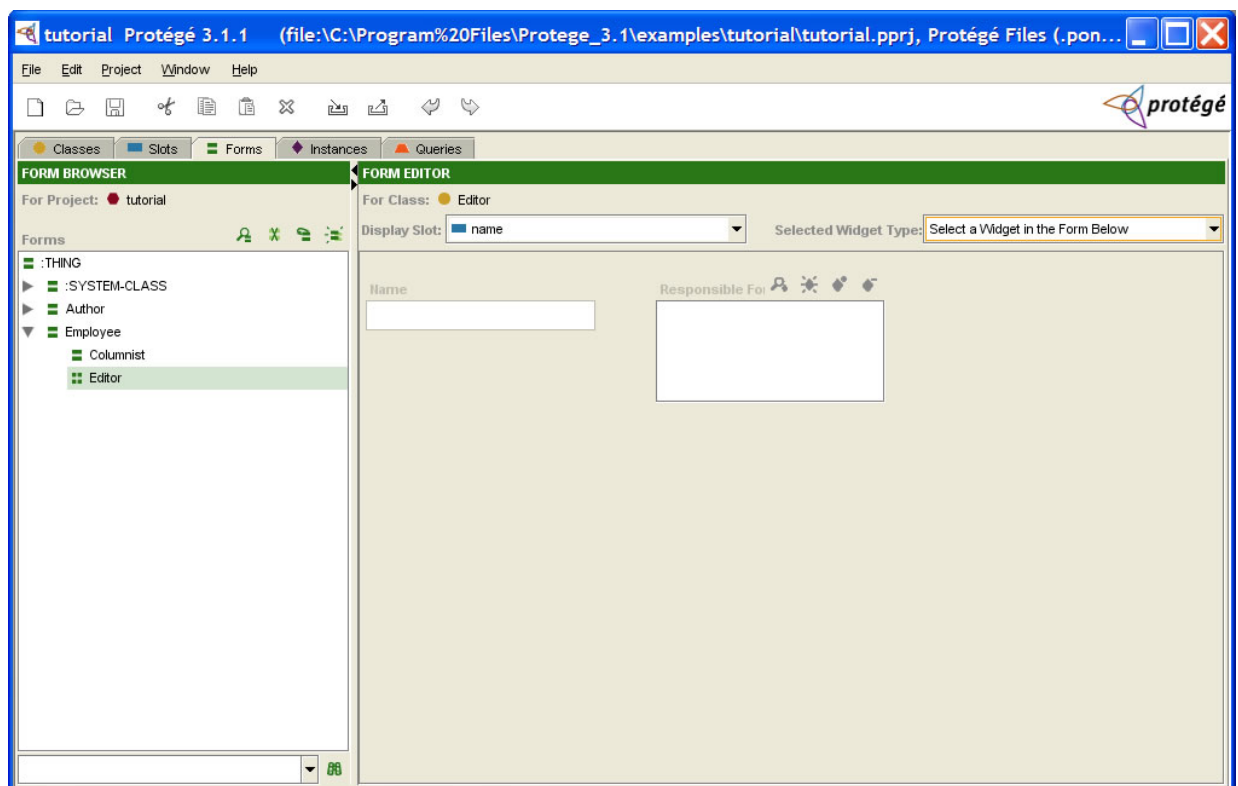 tutorial Protégé 3.1.1 (file:\C:\Program%20Files\Protege_3.1\examples\tutorial\tutorial.pprj, Protégé Files (.pon...
File Edit Project Window Help
protégé
Classes Slots Forms Instances Queries
FORM BROWSER
For Project: tutorial
Forms
:THING
:SYSTEM-CLASS
Author
Employee
Columnist
Editor
FORM EDITOR
For Class: Editor
Display Slot: name Selected Widget Type: Select a Widget in the Form Below
Name Responsible For